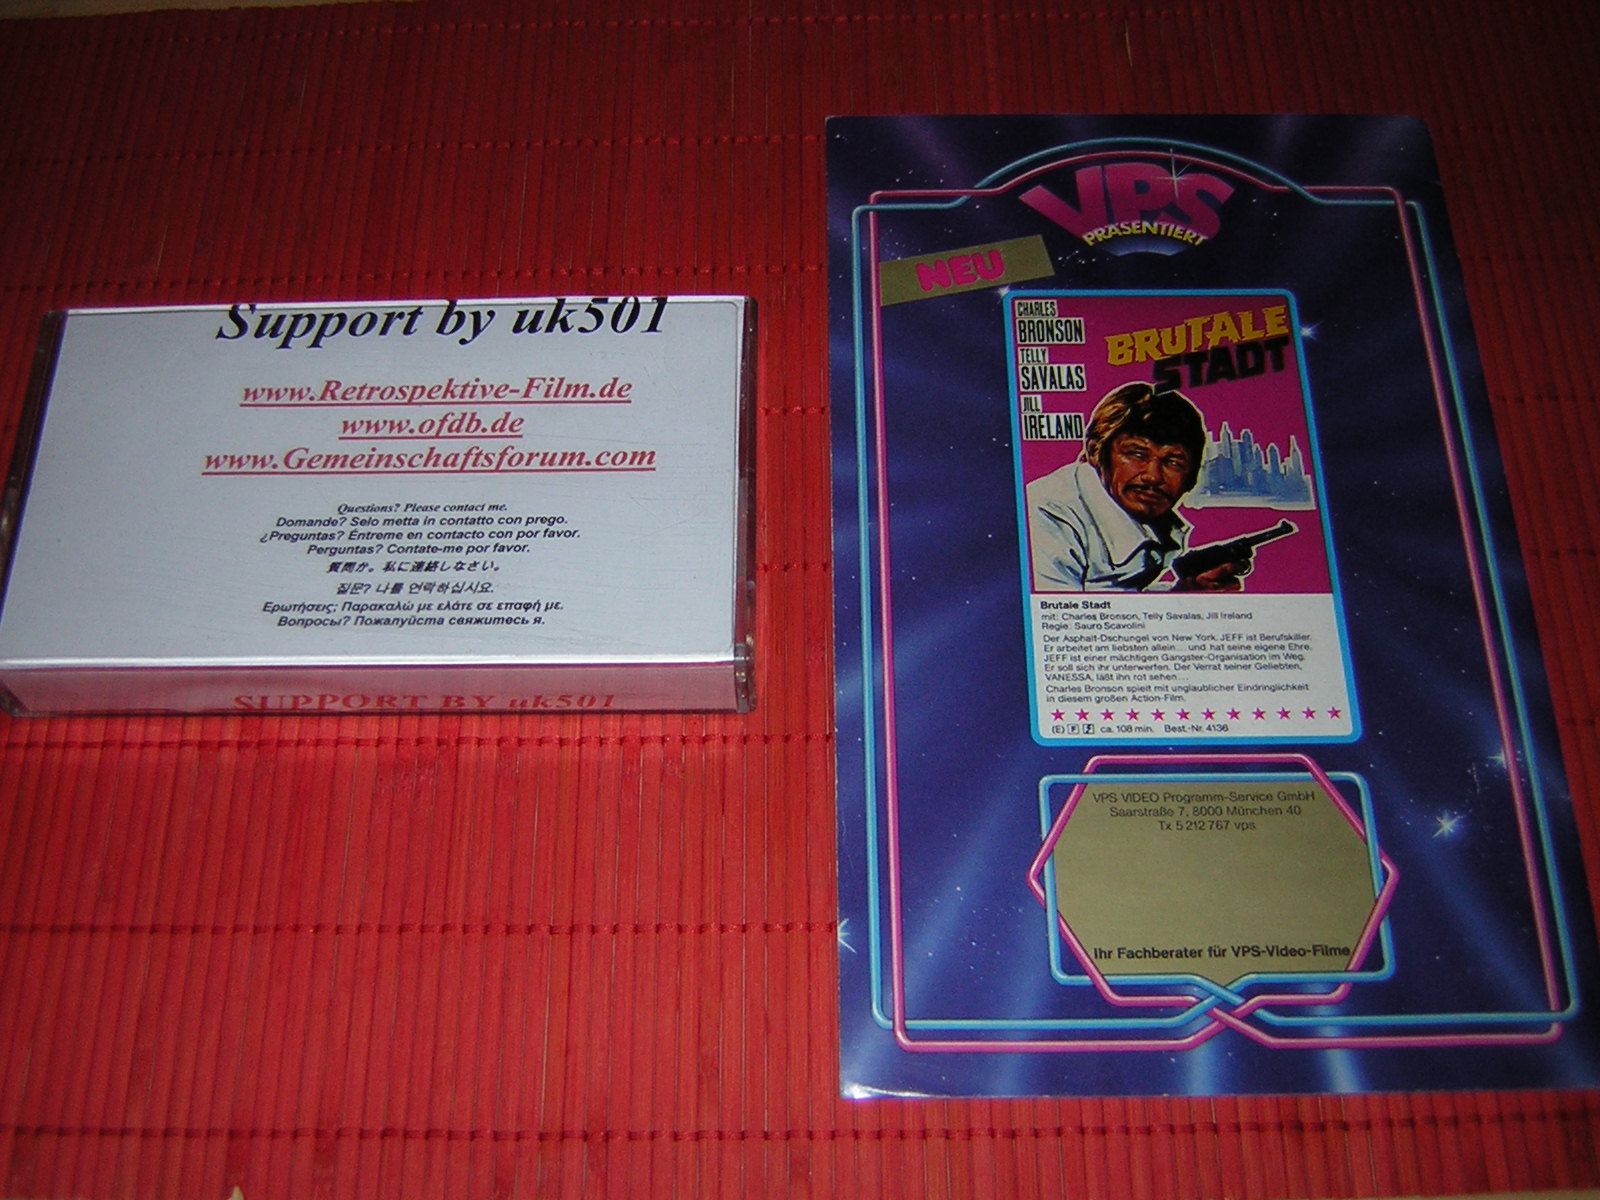 Support by uk501
www.Retrospektive-Film.de
www.ofdb.de
www.Gemeinschaftsforum.com
Questions? Please contact me.
Domande? Selo metta in contatto con prego.
¿Preguntas? Éntreme en contacto con por favor.
Perguntas? Contate-me por favor.
質問か。私に連絡しなさい。
질문? 나를 연락하십시오.
Ερωτήσεις; Παρακαλώ με ελάτε σε επαφή με.
Вопросы? Пожалуйста свяжитесь я.
SUPPORT BY uk501
VPS
PRÄSENTIERT
NEU
CHARLES
BRONSON
TELLY
SAVALAS
JILL
IRELAND
BRUTALE
STADT
Brutale Stadt
mit: Charles Bronson, Telly Savalas, Jill Ireland
Regie: Sauro Scavolini
Der Asphalt-Dschungel von New York. JEFF ist Berufskiller.
Er arbeitet am liebsten allein... und hat seine eigene Ehre.
JEFF ist einer mächtigen Gangster-Organisation im Weg.
Er soll sich ihr unterwerfen. Der Verrat seiner Geliebten,
VANESSA, läßt ihn rot sehen...
Charles Bronson spielt mit unglaublicher Eindringlichkeit
in diesem großen Action-Film.
(E) F ca. 108 min. Best.-Nr. 4136
VPS VIDEO Programm-Service GmbH
Saarstraße 7, 8000 München 40
Tx 5 212 767 vps
Ihr Fachberater für VPS-Video-Filme